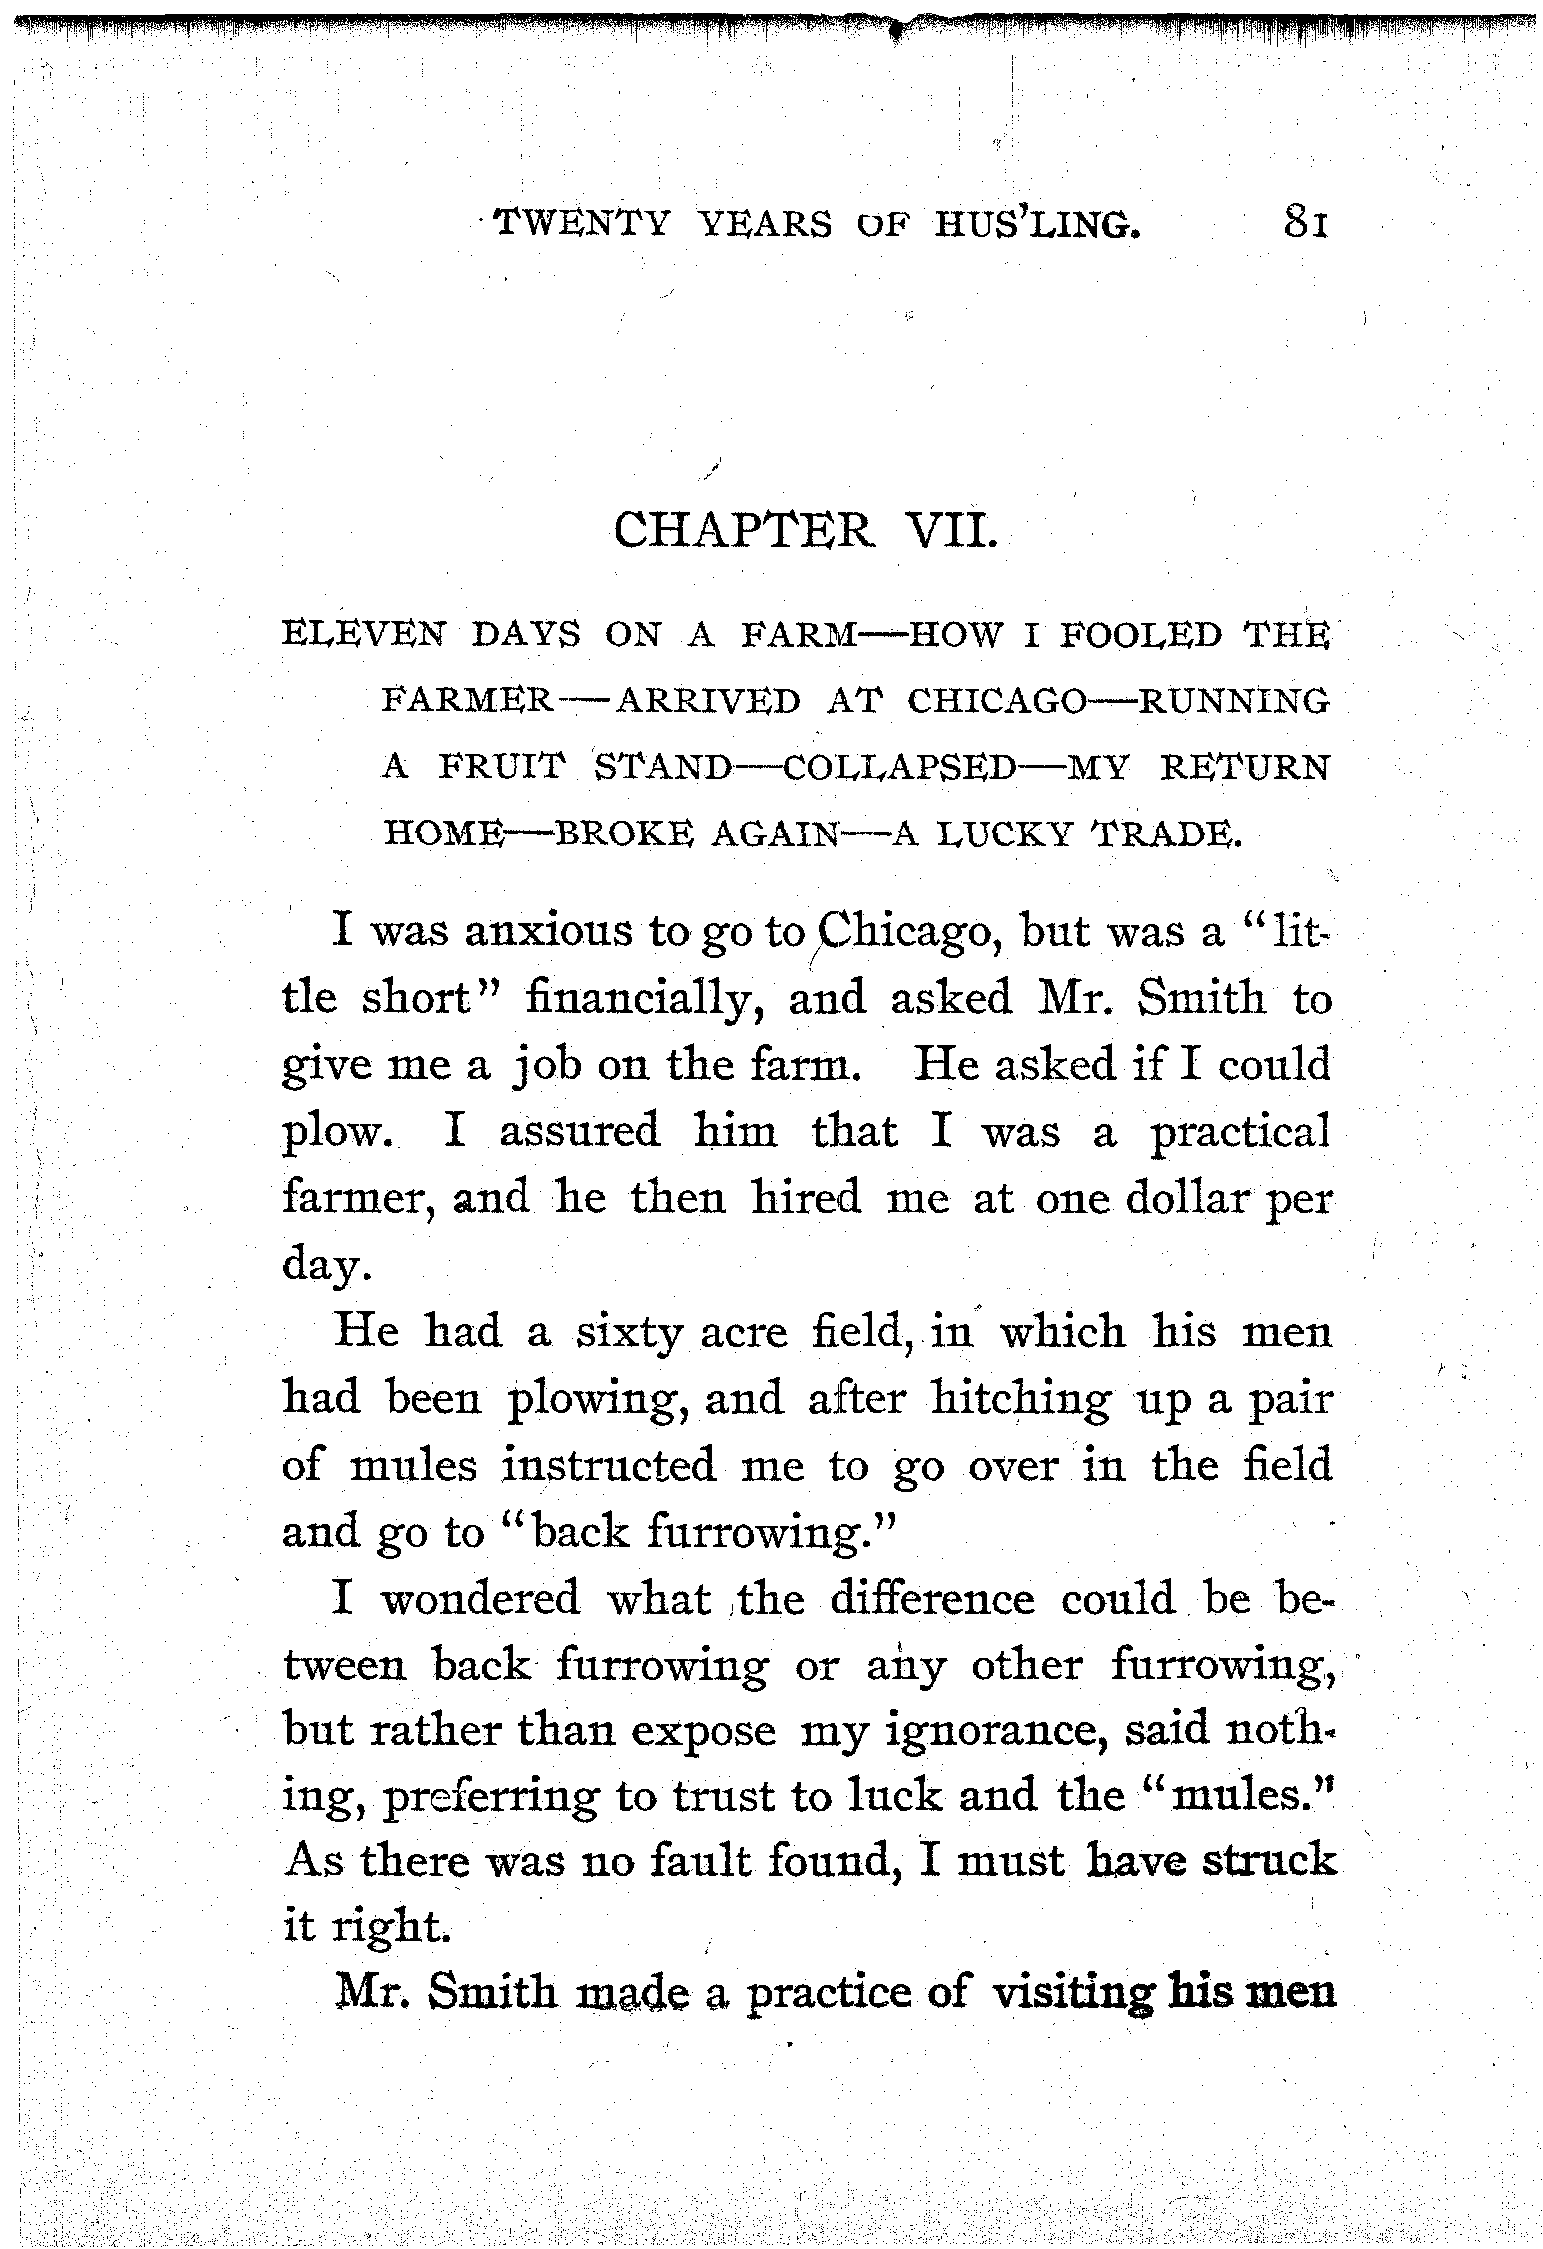 TWENTY YEARS OF HUS'LING. 81
CHAPTER VII.
ELEVEN DAYS ON A FARM—HOW I FOOLED THE
FARMER—ARRIVED AT CHICAGO—RUNNING
A FRUIT STAND—COLLAPSED—MY RETURN
HOME—BROKE AGAIN—A LUCKY TRADE.
I was anxious to go to Chicago, but was a "lit-
tle short" financially, and asked Mr. Smith to
give me a job on the farm. He asked if I could
plow. I assured him that I was a practical
farmer, and he then hired me at one dollar per
day.
He had a sixty acre field, in which his men
had been plowing, and after hitching up a pair
of mules instructed me to go over in the field
and go to "back furrowing."
I wondered what the difference could be be-
tween back furrowing or any other furrowing,
but rather than expose my ignorance, said noth-
ing, preferring to trust to luck and the "mules."
As there was no fault found, I must have struck
it right.
Mr. Smith made a practice of visiting his men